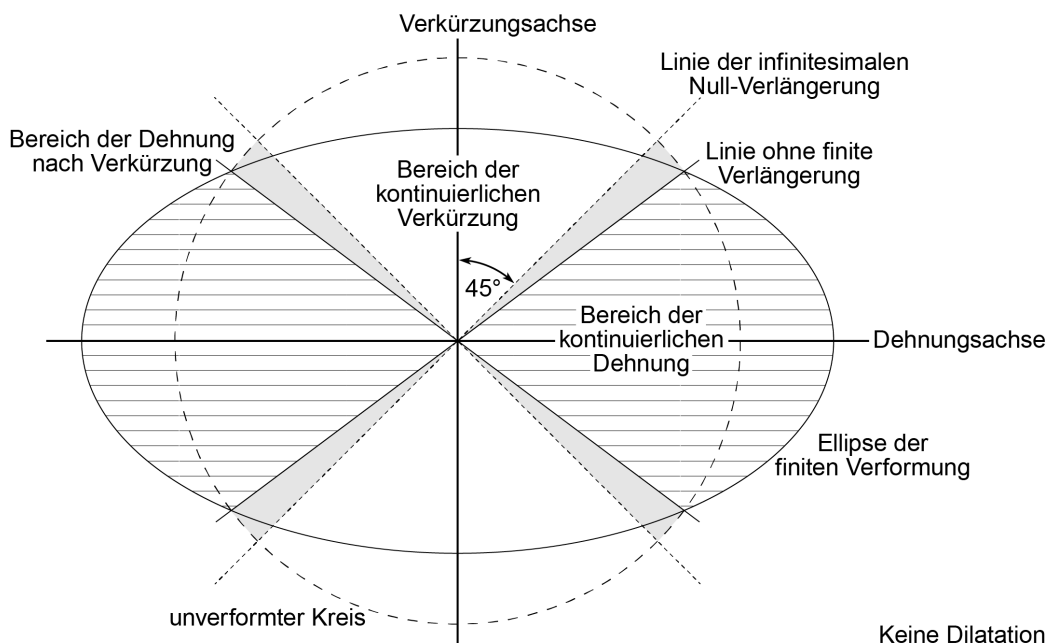 Verkürzungsachse
Linie der infinitesimalen
Null-Verlängerung
Bereich der Dehnung
nach Verkürzung
Linie ohne finite
Verlängerung
Bereich der
kontinuierlichen
Verkürzung
45°
Bereich der
kontinuierlichen
Dehnung
Dehnungsachse
Ellipse der
finiten Verformung
unverformter Kreis
Keine Dilatation